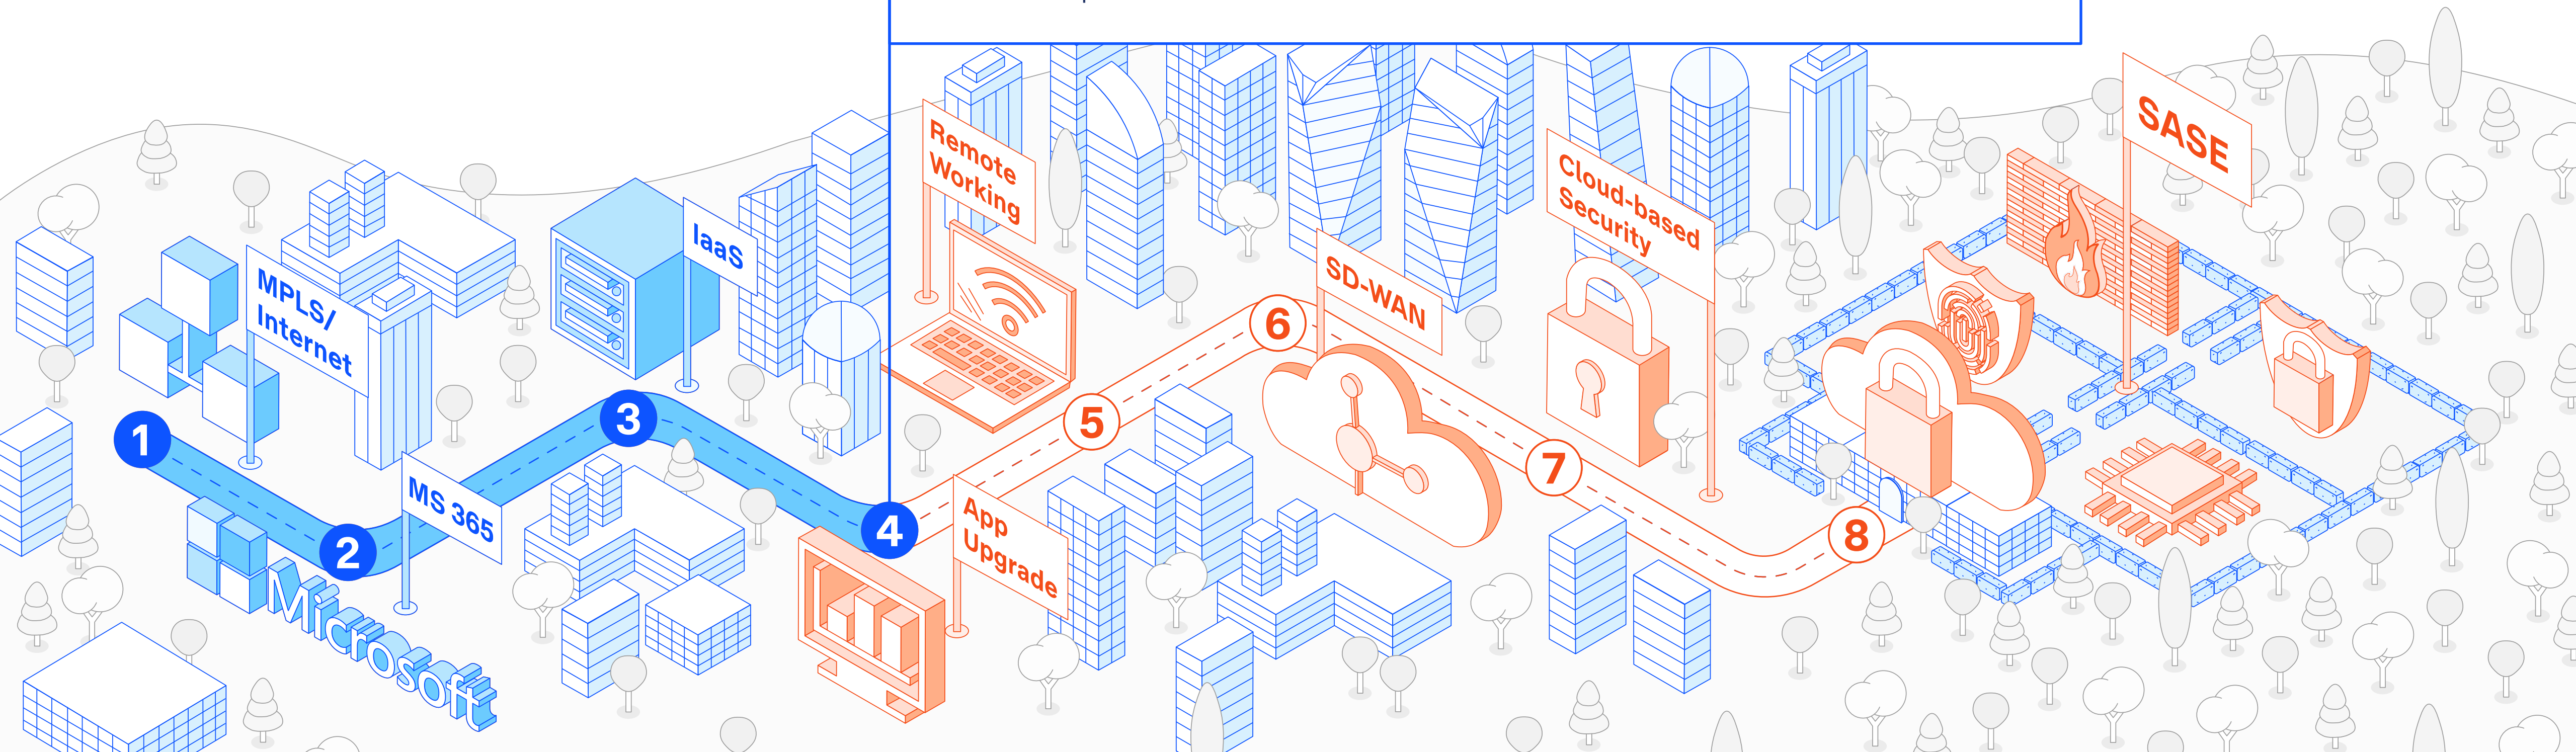 1
MPLS/
Internet
2
Microsoft
MS 365
3
IaaS
4
App
Upgrade
5
Remote
Working
6
SD-WAN
7
Cloud-based
Security
8
SASE